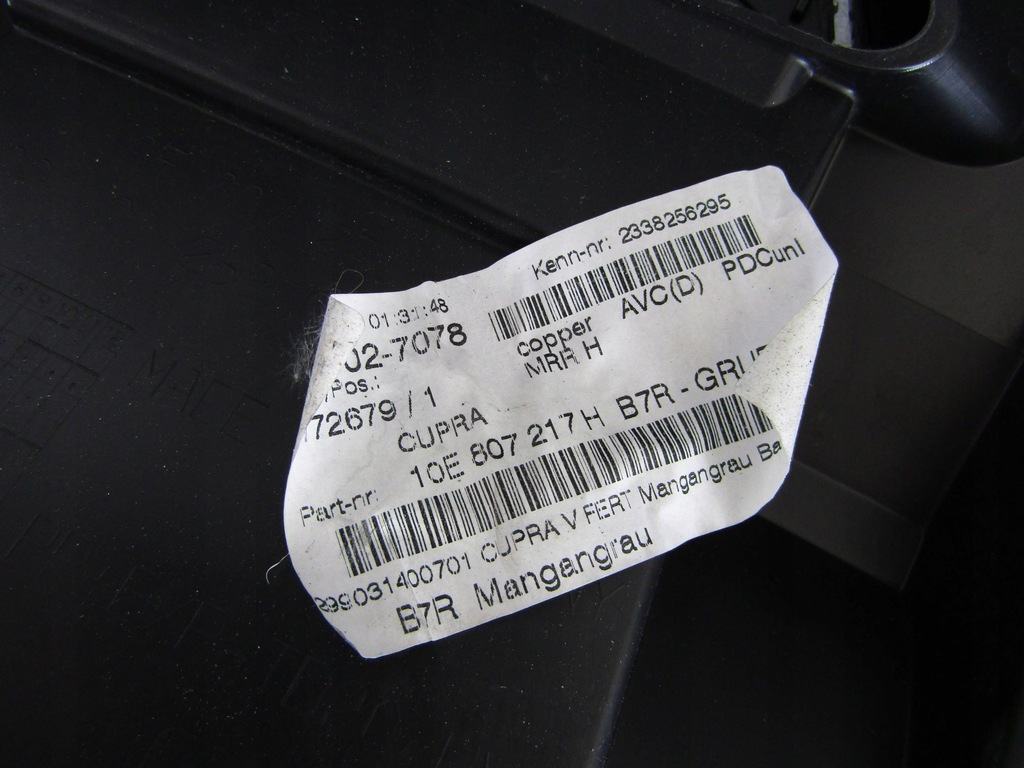 Kenn-nr: 2338256295
01:31:48
02-7078
copper AVC(D) PDCunl
MRR H
Pos.:
72679 / 1
CUPRA
Part-nr: 10E 807 217 H B7R - GRU
299031400701 CUPRA V FERT Mangangrau Ba
B7R Mangangrau